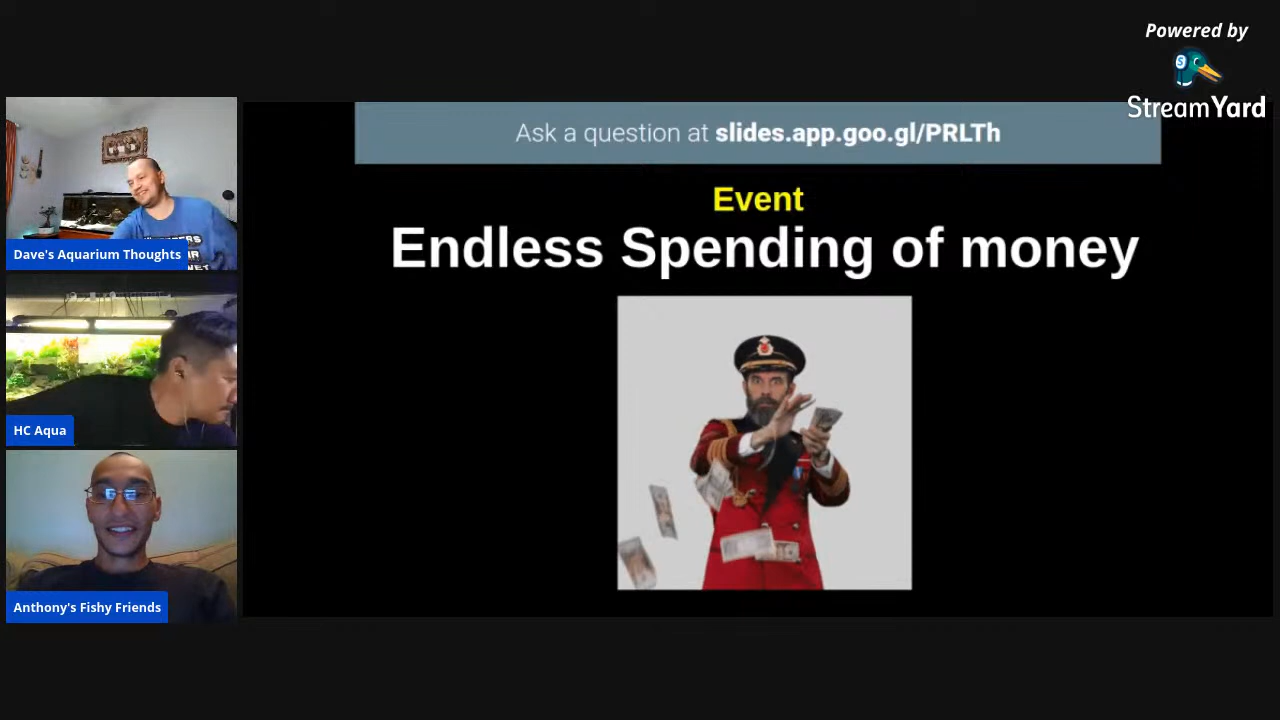 Powered by
StreamYard
Ask a question at slides.app.goo.gl/PRLTh
Event
Endless Spending of money
Dave's Aquarium Thoughts
HC Aqua
Anthony's Fishy Friends